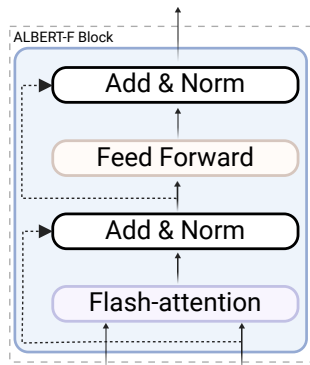 ALBERT-F Block
Add & Norm
Feed Forward
Add & Norm
Flash-attention